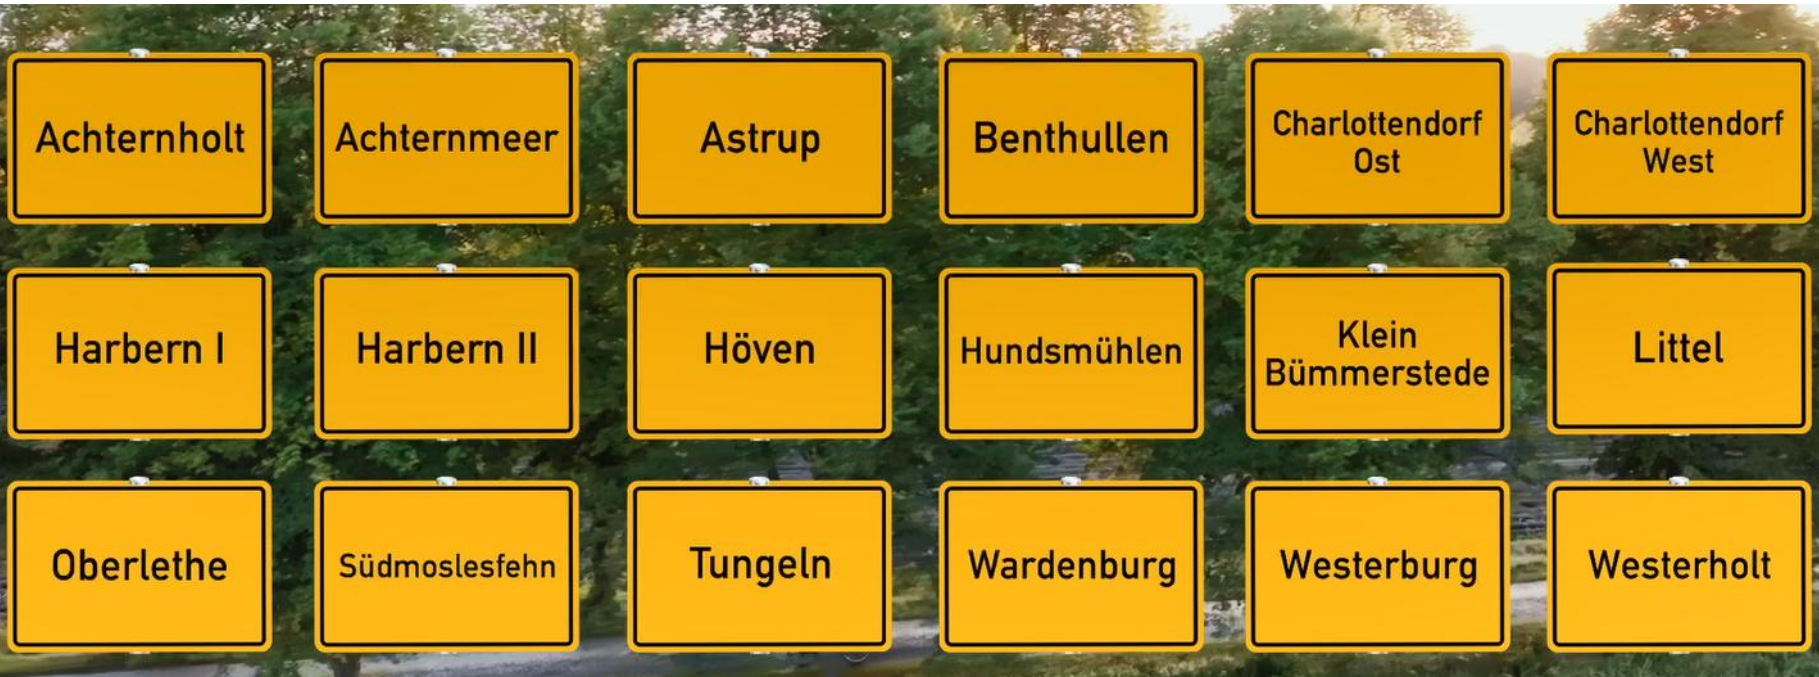 Achternholt
Achternmeer
Astrup
Benthullen
Charlottendorf
Ost
Charlottendorf
West
Harbern I
Harbern II
Höven
Hundsmühlen
Klein
Bümmerstede
Littel
Oberlethe
Südmoslesfehn
Tungeln
Wardenburg
Westerburg
Westerholt